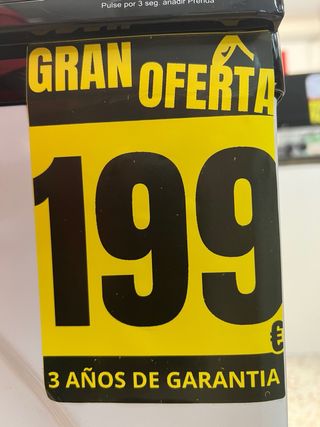 Pulse por 3 seg. añadir Prenda
GRAN OFERTA
199
€
3 AÑOS DE GARANTIA